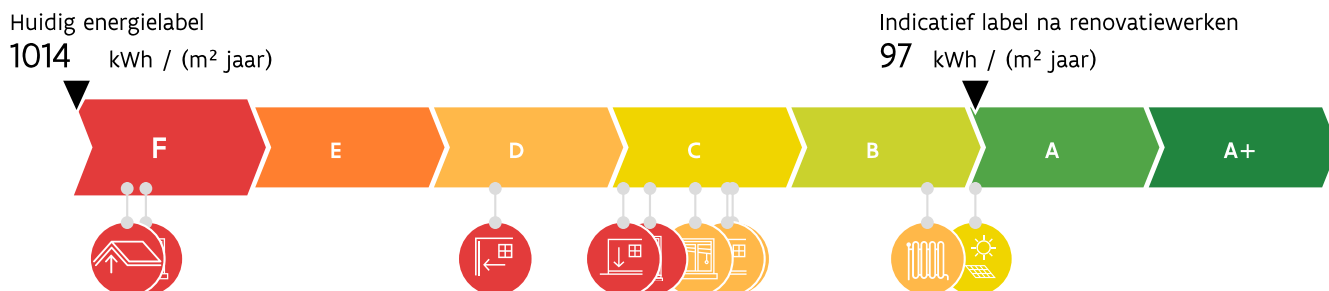 Huidig energielabel
1014 kWh / (m² jaar)
Indicatief label na renovatiewerken
97 kWh / (m² jaar)
F
E
D
C
B
A
A+